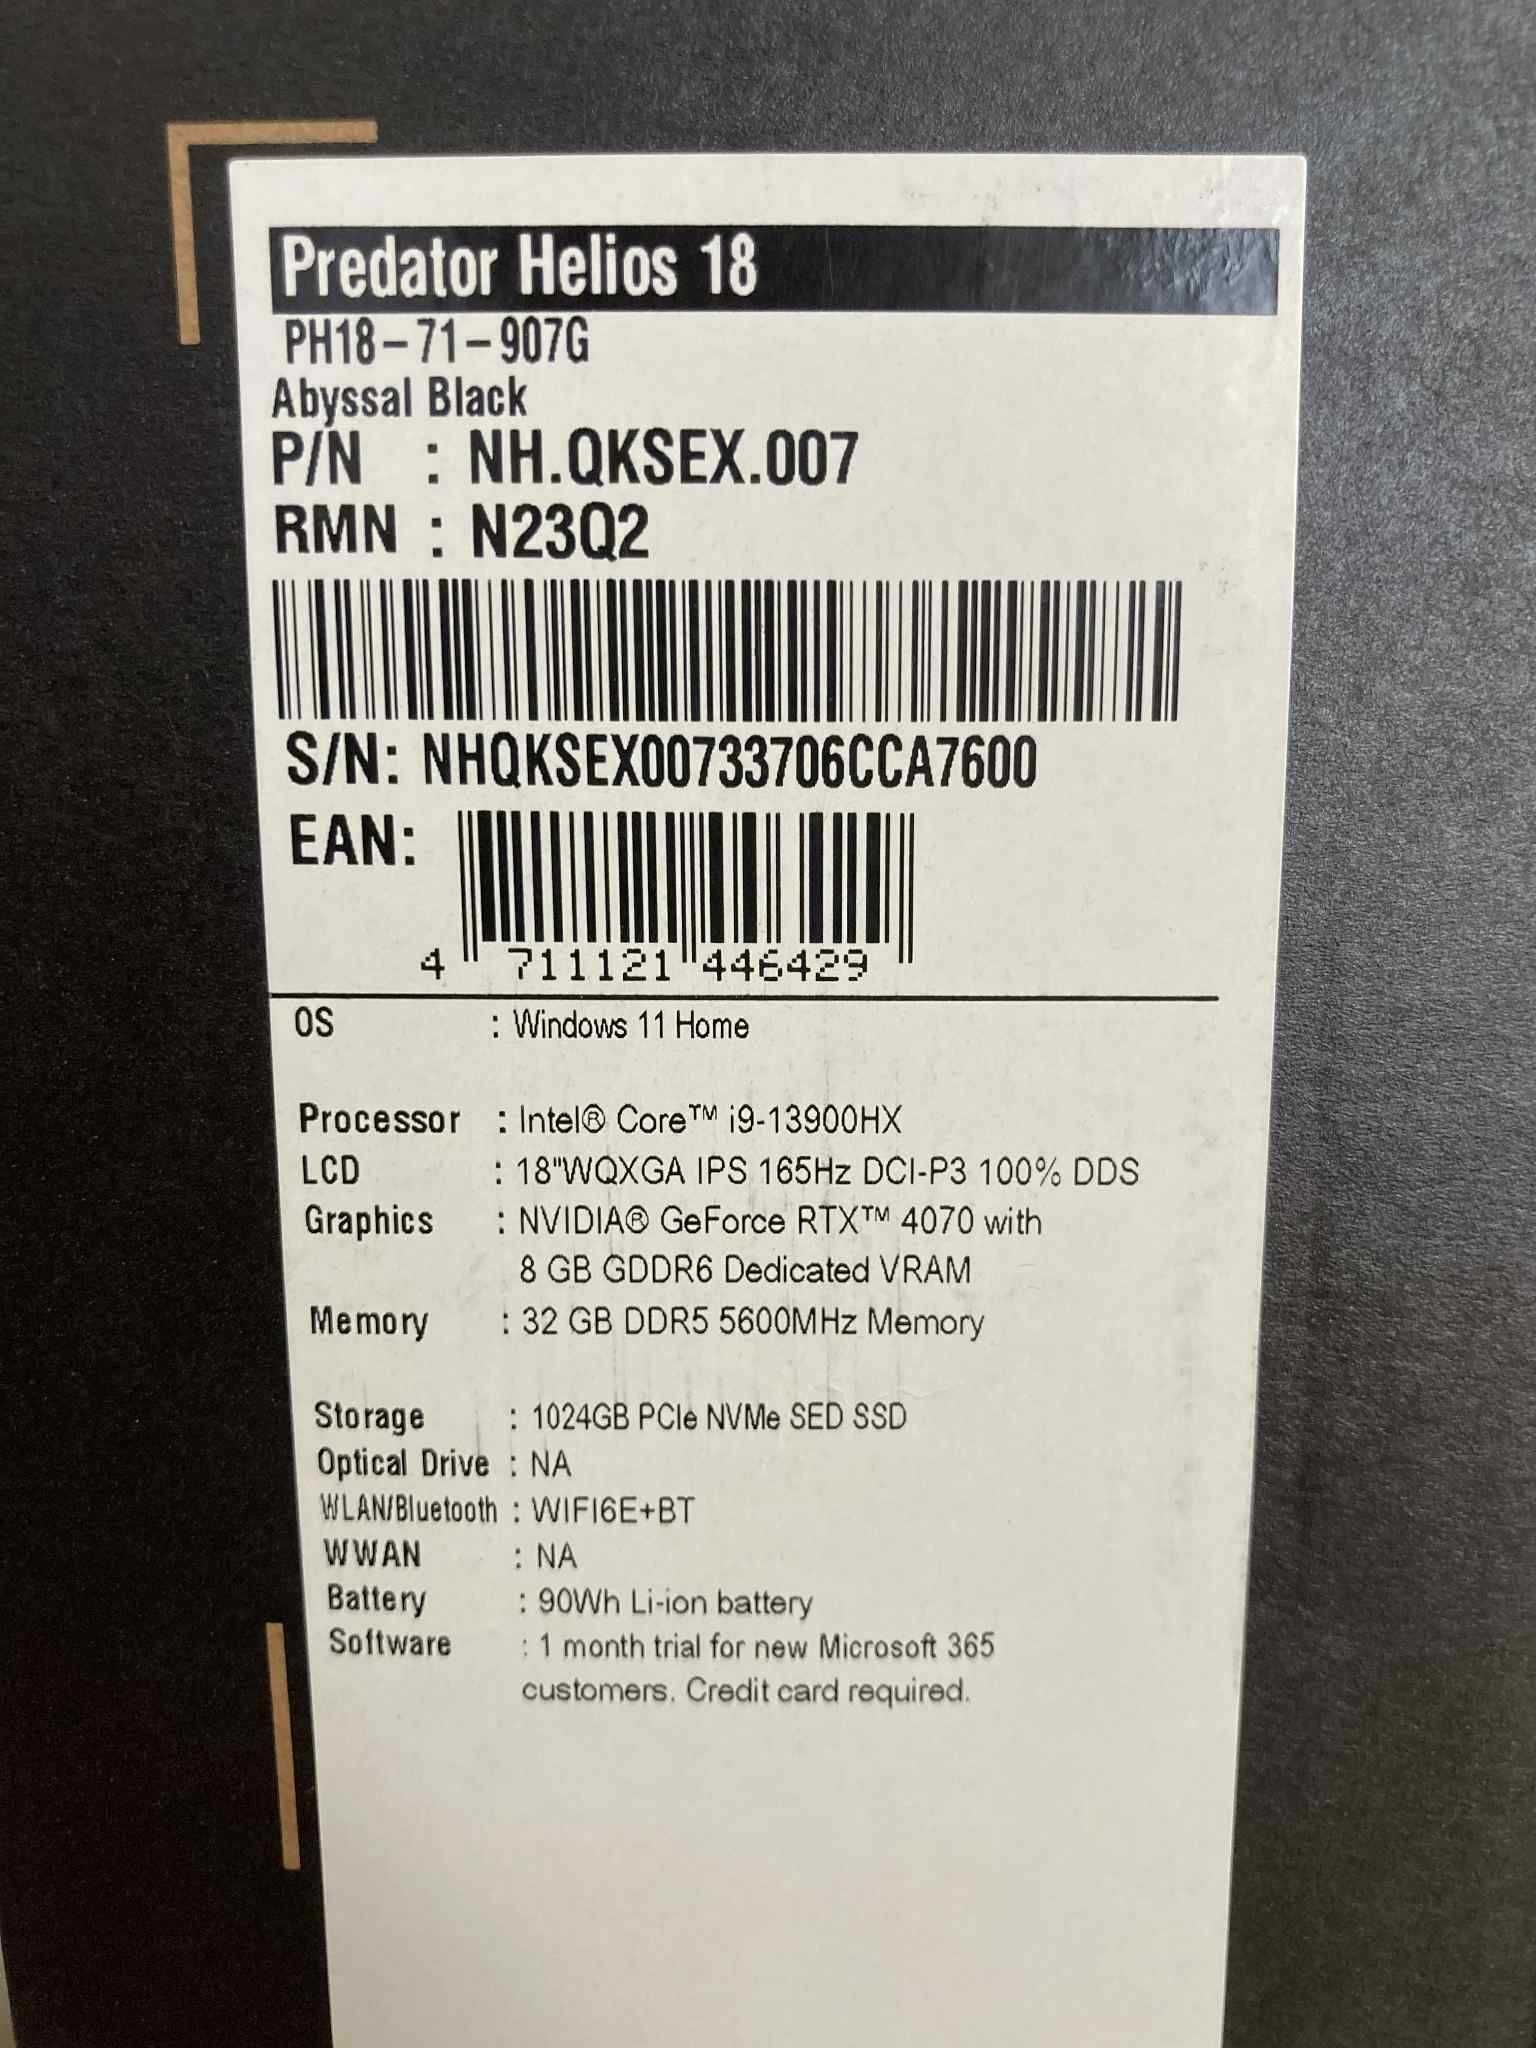 Predator Helios 18
PH18-71-907G
Abyssal Black
P/N : NH.QKSEX.007
RMN : N23Q2
S/N: NHQKSEX00733706CCA7600
EAN:
4 711121 446429
OS : Windows 11 Home
Processor : Intel® Core™ i9-13900HX
LCD : 18"WQXGA IPS 165Hz DCI-P3 100% DDS
Graphics : NVIDIA® GeForce RTX™ 4070 with
8 GB GDDR6 Dedicated VRAM
Memory : 32 GB DDR5 5600MHz Memory
Storage : 1024GB PCIe NVMe SED SSD
Optical Drive : NA
WLAN/Bluetooth : WIFI6E+BT
WWAN : NA
Battery : 90Wh Li-ion battery
Software : 1 month trial for new Microsoft 365
customers. Credit card required.